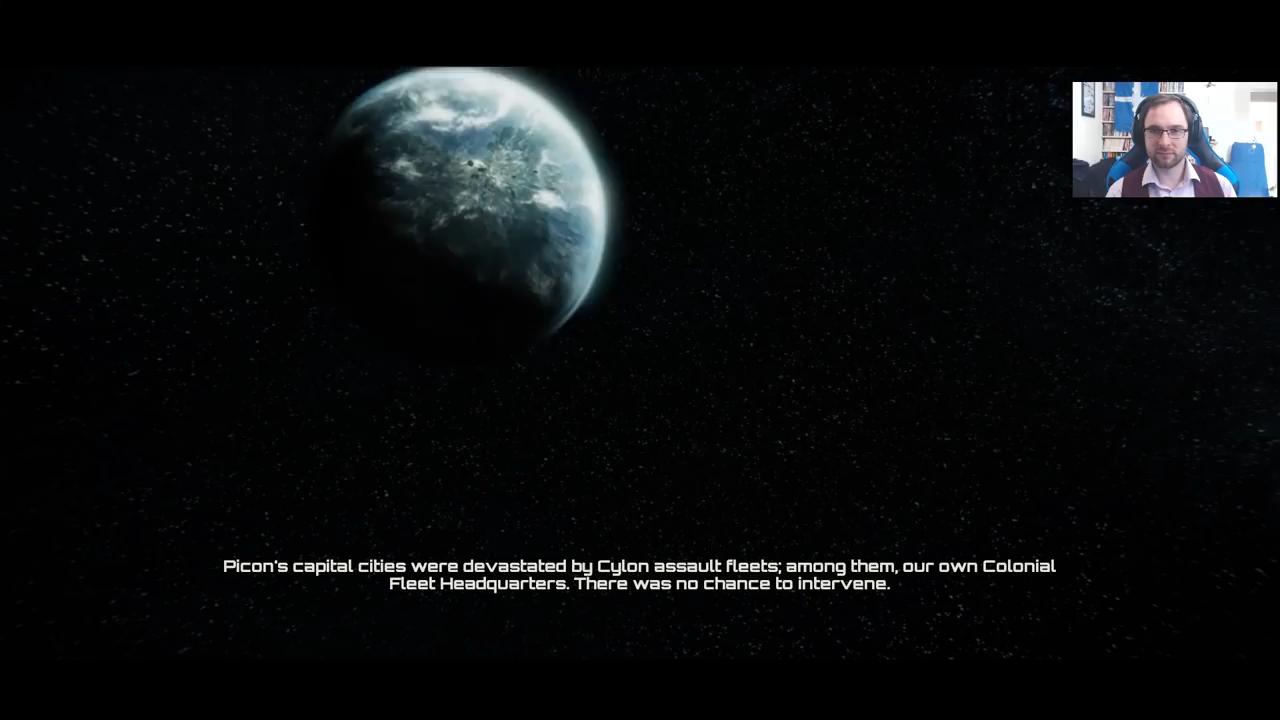 Picon's capital cities were devastated by Cylon assault fleets; among them, our own Colonial
Fleet Headquarters. There was no chance to intervene.